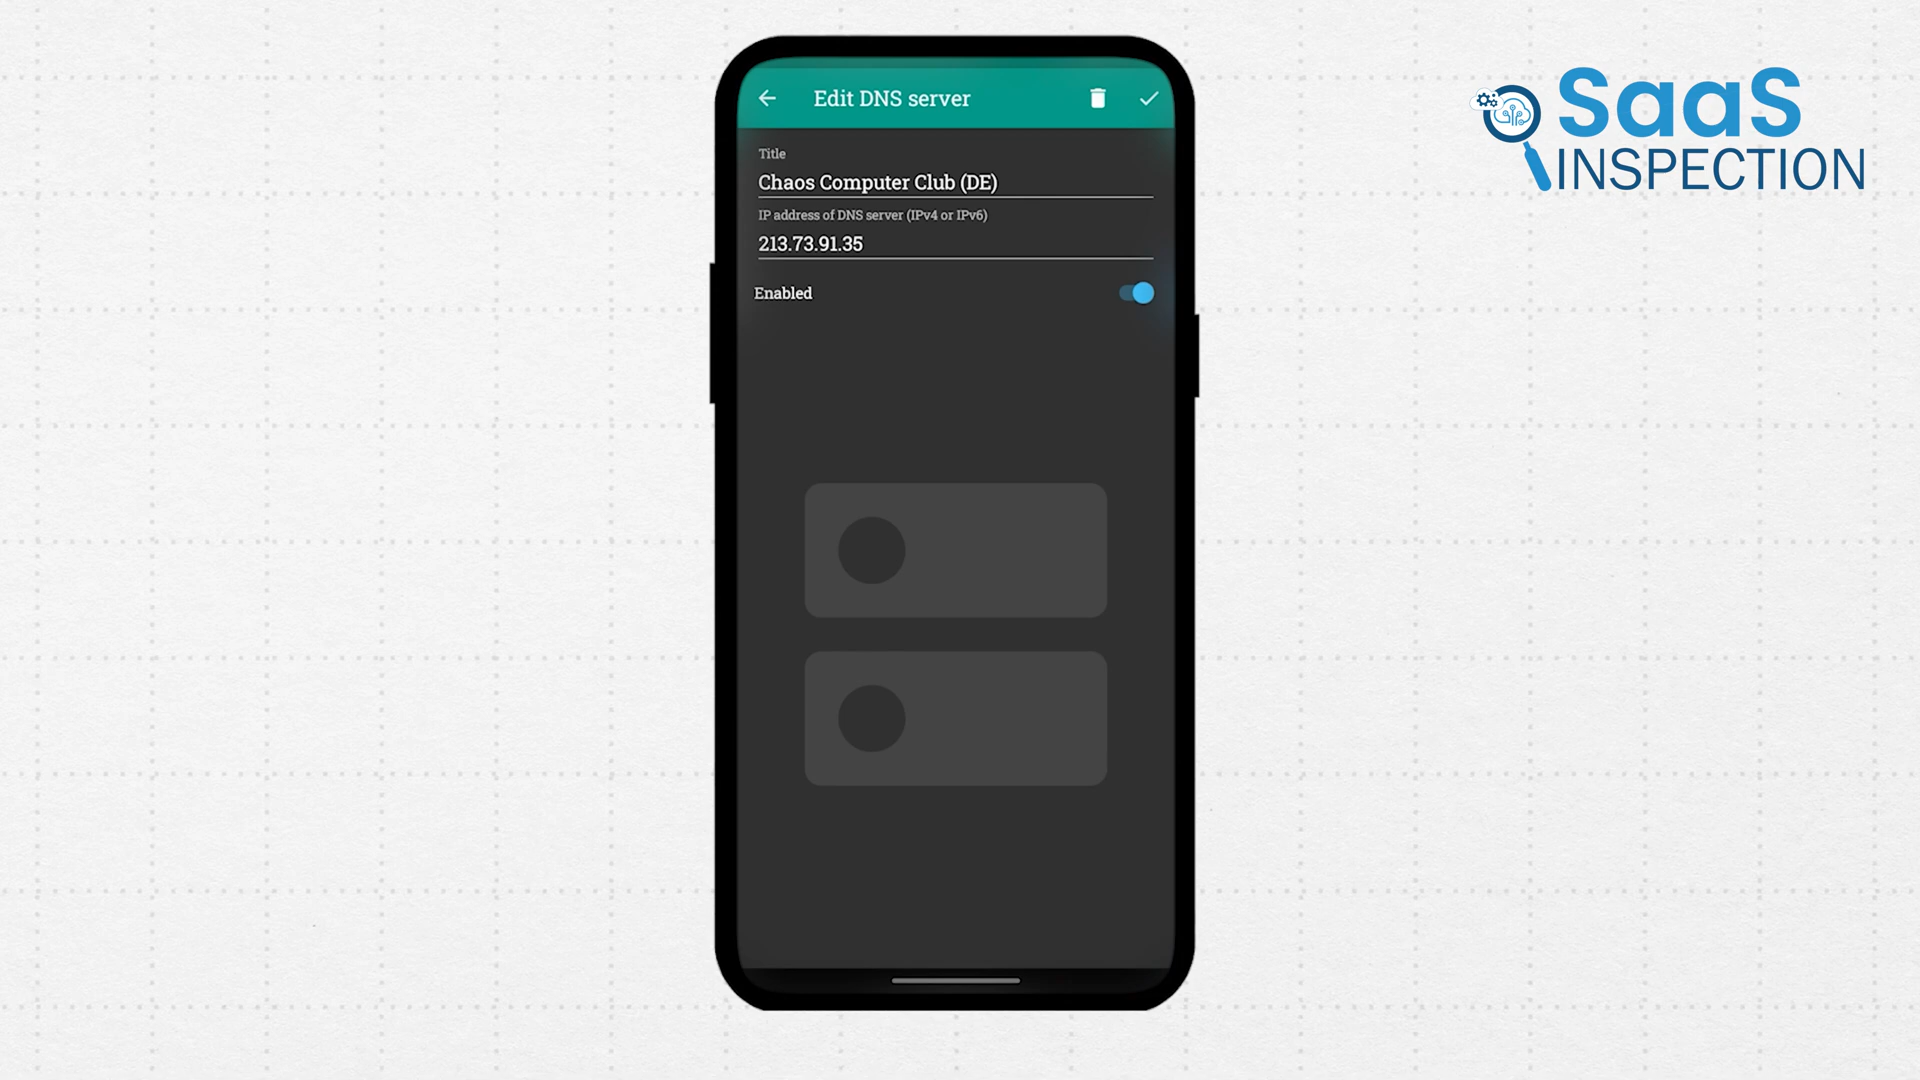 Edit DNS server
Title
Chaos Computer Club (DE)
IP address of DNS server (IPv4 or IPv6)
213.73.91.35
Enabled
SaaS
INSPECTION